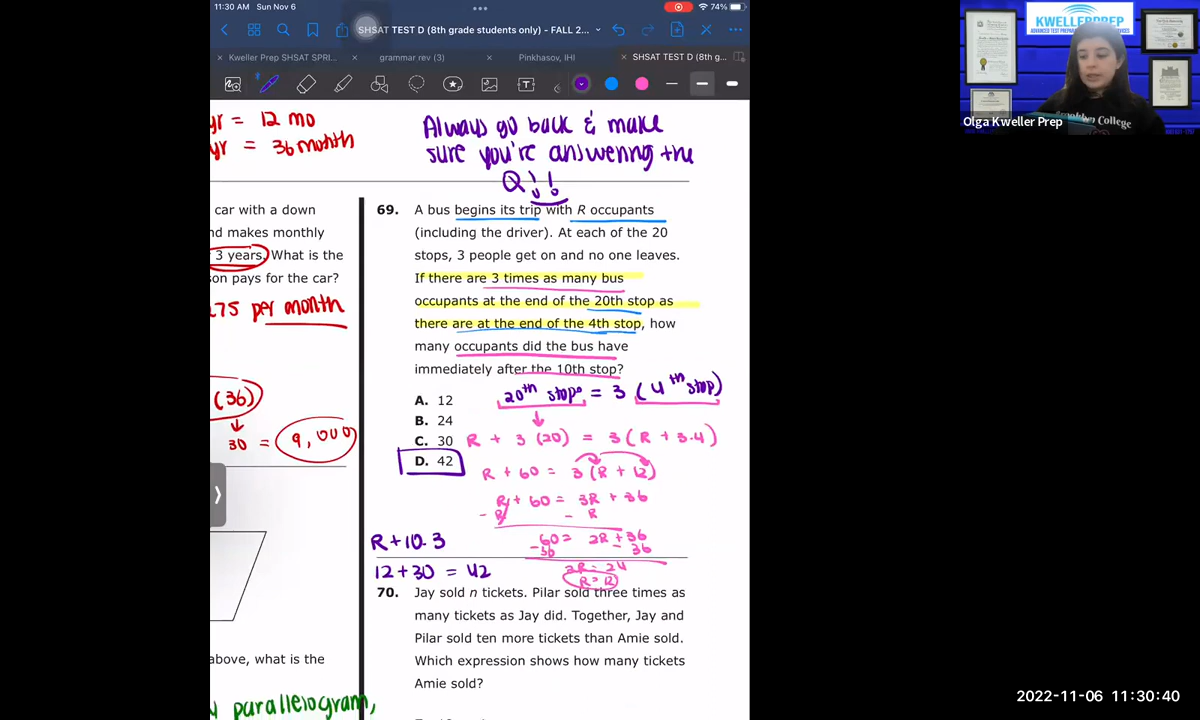 11:30 AM Sun Nov 6
74%
SHSAT TEST D (8th grade students only) - FALL 2...
Kweller Prep SHSAT SPRI...
grammar rev (3)
Pinkhasov, IHI
SHSAT TEST D (8th g...
KWELLERPREP
Brooklyn College
Olga Kweller Prep
yr = 12 mo
yr = 36 month
Always go back & make
sure you're answering the
Q!!
car with a down
nd makes monthly
3 years. What is the
son pays for the car?
.75 per month
(36)
30 = 9,000
69. A bus begins its trip with R occupants
(including the driver). At each of the 20
stops, 3 people get on and no one leaves.
If there are 3 times as many bus
occupants at the end of the 20th stop as
there are at the end of the 4th stop, how
many occupants did the bus have
immediately after the 10th stop?
A. 12
B. 24
C. 30
D. 42
20th stop = 3 (4th stop)
R + 3(20) = 3(R + 3.4)
R + 60 = 3(R + 12)
R + 60 = 3R + 36
- R - R
60 = 2R + 36
-36 - 36
2R = 24
R = 12
R + 10.3
12 + 30 = 42
70. Jay sold n tickets. Pilar sold three times as
many tickets as Jay did. Together, Jay and
Pilar sold ten more tickets than Amie sold.
Which expression shows how many tickets
Amie sold?
above, what is the
parallelogram,
2022-11-06 11:30:40